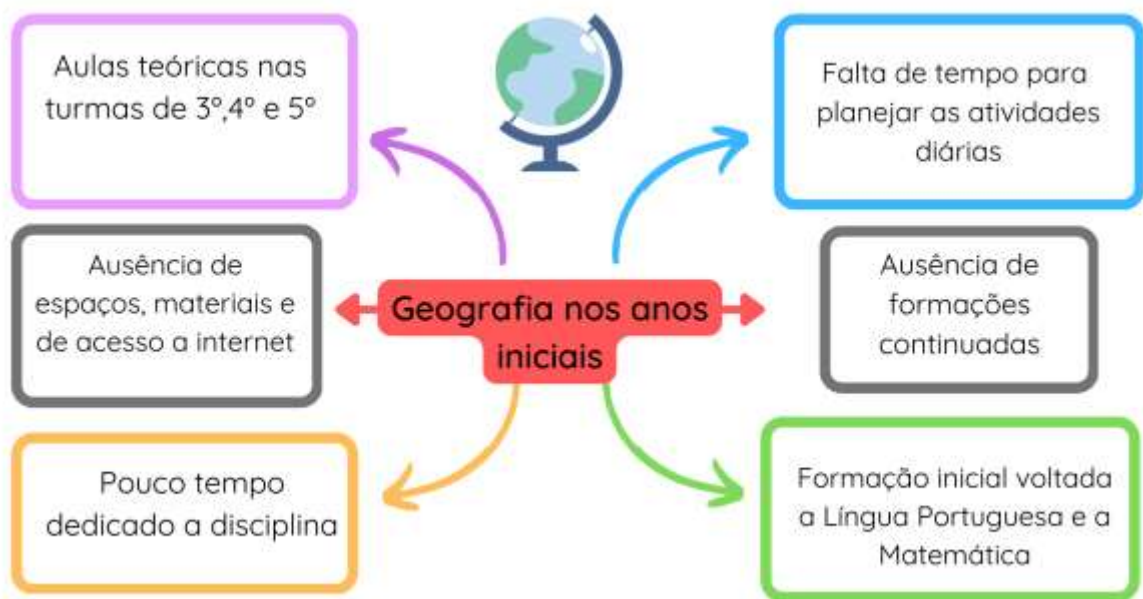 Aulas teóricas nas
turmas de 3º,4º e 5º
Falta de tempo para
planejar as atividades
diárias
Ausência de
espaços, materiais e
de acesso a internet
Geografia nos anos
iniciais
Ausência de
formações
continuadas
Pouco tempo
dedicado a disciplina
Formação inicial voltada
a Língua Portuguesa e a
Matemática